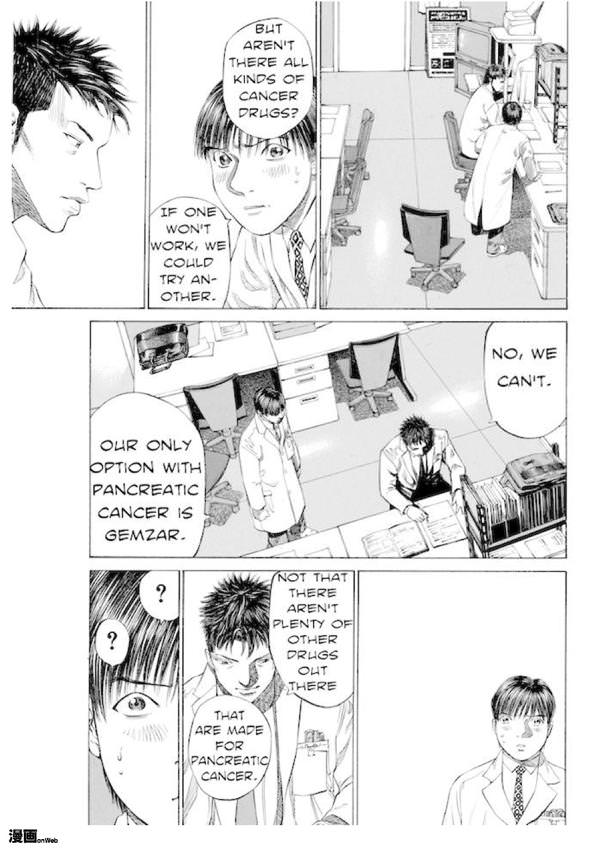 BUT
AREN'T
THERE ALL
KINDS OF
CANCER
DRUGS?
IF ONE
WON'T
WORK, WE
COULD
TRY AN-
OTHER.
NO, WE
CAN'T.
OUR ONLY
OPTION WITH
PANCREATIC
CANCER IS
GEMZAR.
NOT THAT
THERE
AREN'T
PLENTY OF
OTHER
DRUGS
OUT
THERE
THAT
ARE MADE
FOR
PANCREATIC
CANCER.
?
?
漫画onWeb